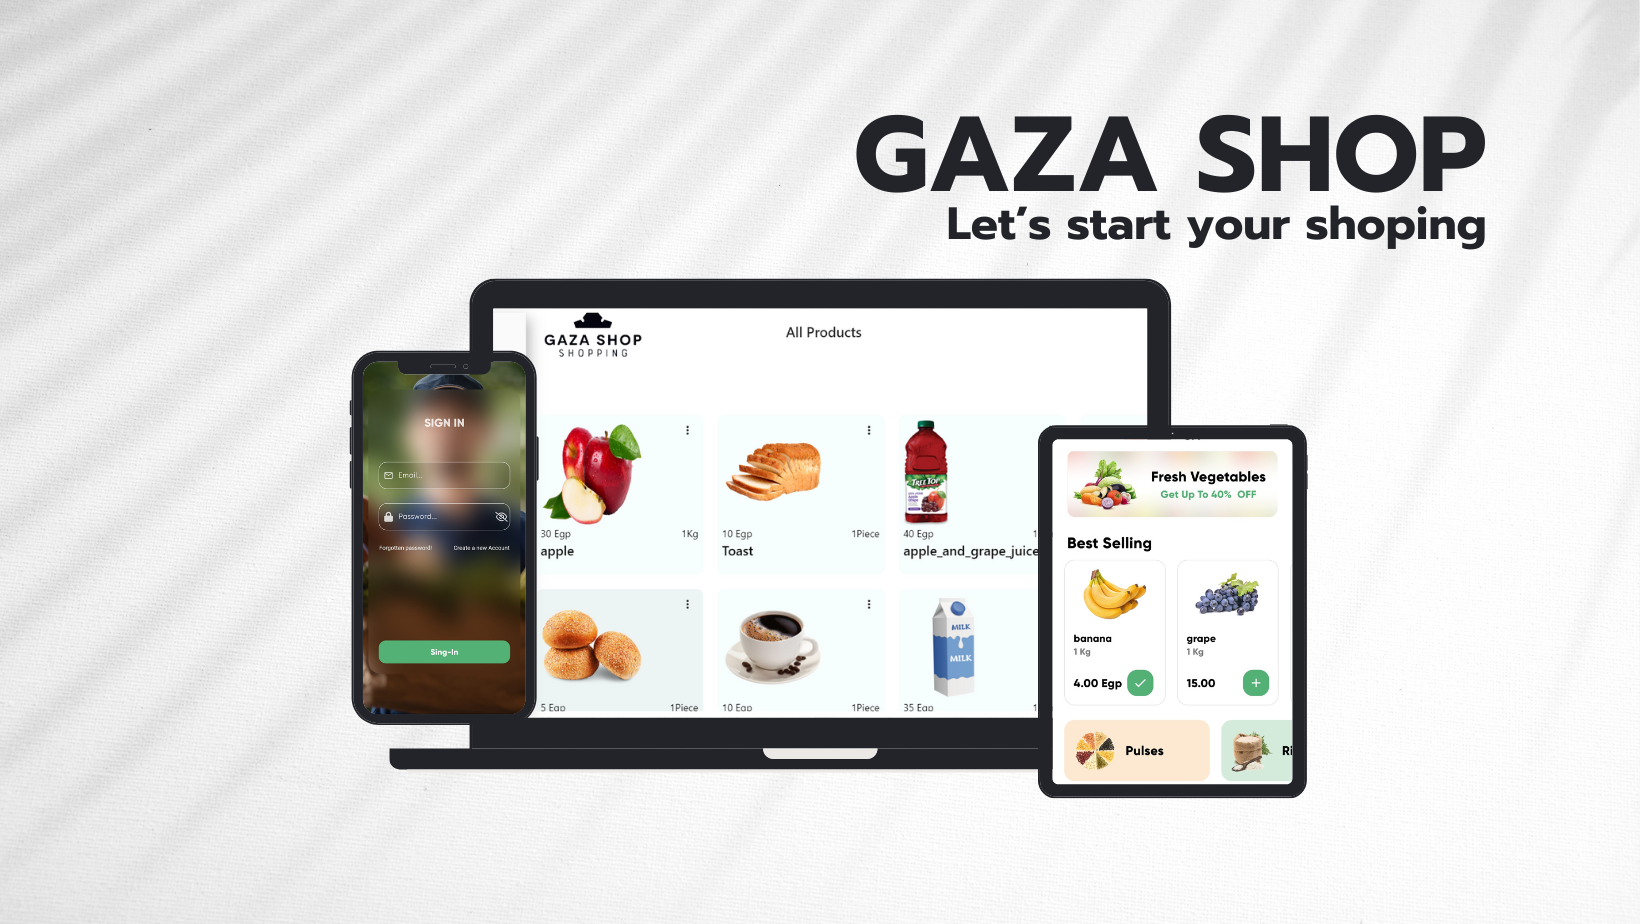 GAZA SHOP
Let’s start your shoping
GAZA SHOP
SHOPPING
All Products
30 Egp 1Kg
apple
10 Egp 1Piece
Toast
TREE TOP
40 Egp
apple_and_grape_juice
5 Egp 1Piece
10 Egp 1Piece
MILK
MILK
35 Egp
SIGN IN
Email...
Password...
Forgotten password!
Create a new Account
Sing-In
Fresh Vegetables
Get Up To 40% OFF
Best Selling
banana
1 Kg
4.00 Egp
grape
1 Kg
15.00
Pulses